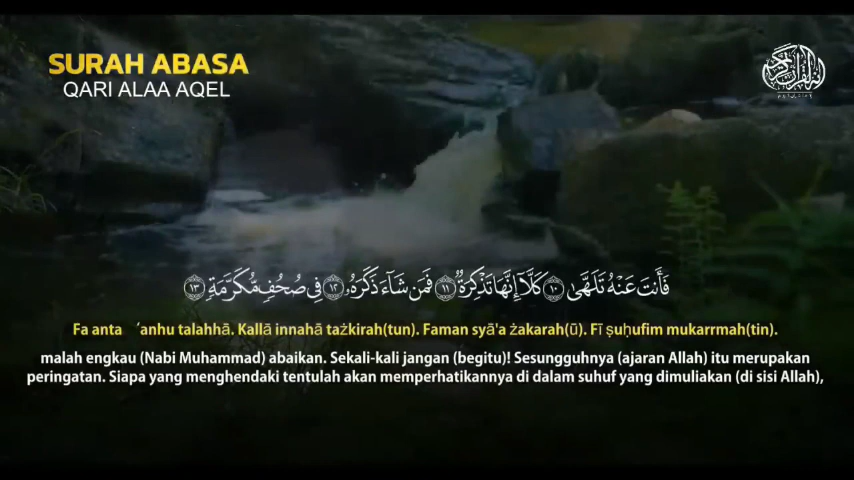 SURAH ABASA
QARI ALAA AQEL
فَأَنتَ عَنْهُ تَلَهَّىٰ ١٠ كَلَّآ إِنَّهَا تَذْكِرَةٌ ١١ فَمَن شَآءَ ذَكَرَهُۥ ١٢ فِى صُحُفٍ مُّكَرَّمَةٍ ١٣
Fa anta ʻanhu talahhā. Kallā innahā tażkirah(tun). Faman syā'a żakarah(ū). Fī ṣuḥufim mukarrmah(tin).
malah engkau (Nabi Muhammad) abaikan. Sekali-kali jangan (begitu)! Sesungguhnya (ajaran Allah) itu merupakan
peringatan. Siapa yang menghendaki tentulah akan memperhatikannya di dalam suhuf yang dimuliakan (di sisi Allah),